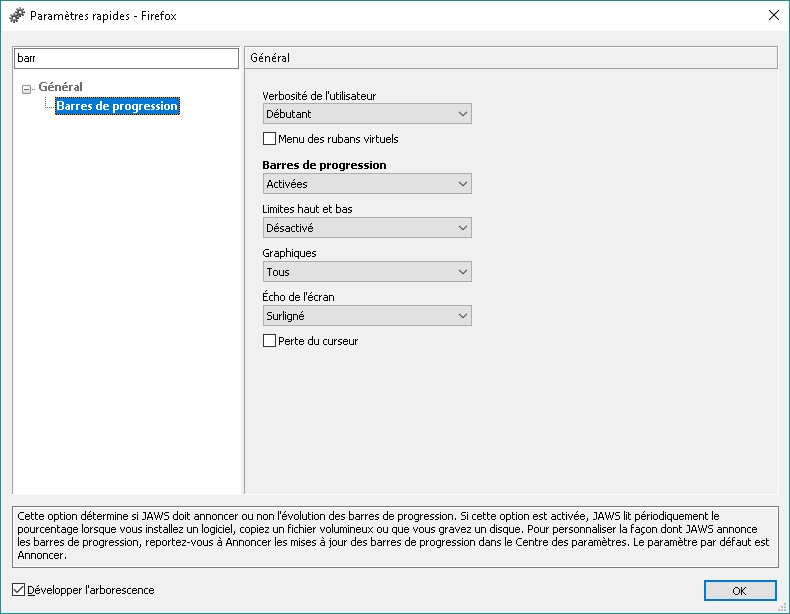 Paramètres rapides - Firefox
barr
Général
Général
Barres de progression
Verbosité de l'utilisateur
Débutant
Menu des rubans virtuels
Barres de progression
Activées
Limites haut et bas
Désactivé
Graphiques
Tous
Écho de l'écran
Surligné
Perte du curseur
Cette option détermine si JAWS doit annoncer ou non l'évolution des barres de progression. Si cette option est activée, JAWS lit périodiquement le
pourcentage lorsque vous installez un logiciel, copiez un fichier volumineux ou que vous gravez un disque. Pour personnaliser la façon dont JAWS annonce
les barres de progression, reportez-vous à Annoncer les mises à jour des barres de progression dans le Centre des paramètres. Le paramètre par défaut est
Annoncer.
Développer l'arborescence
OK